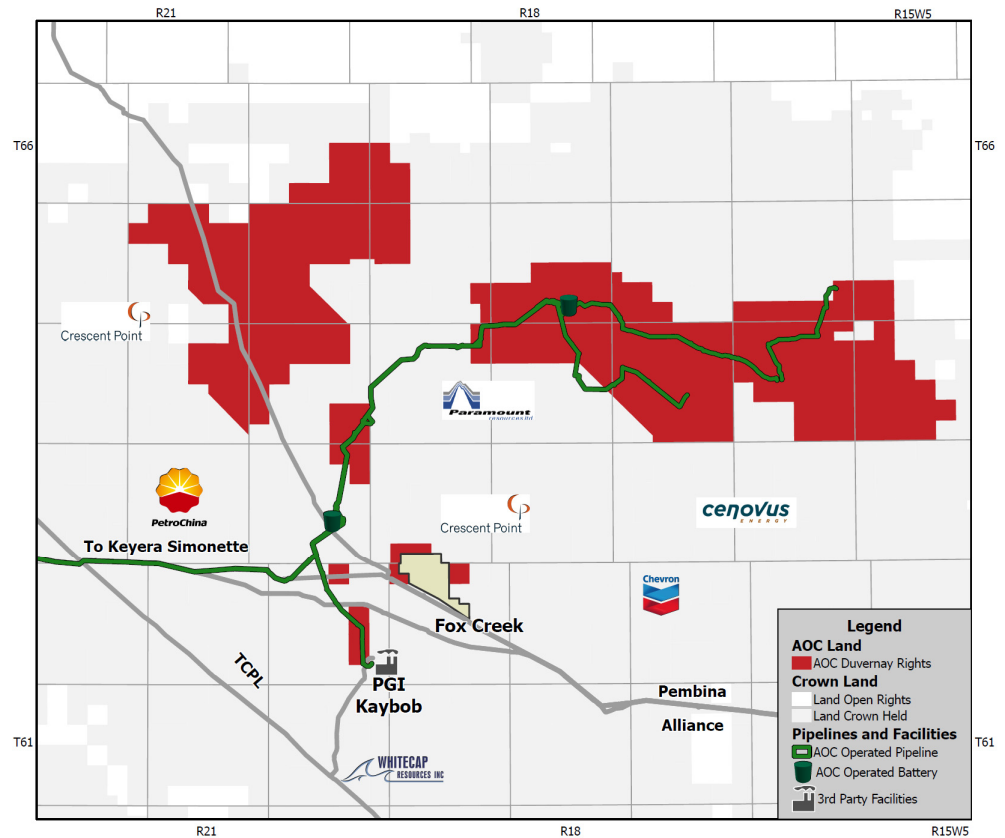 R21
R18
R15W5
T66
T66
Crescent Point
Paramount
resources ltd
PetroChina
Crescent Point
cenovus
ENERGY
To Keyera Simonette
Chevron
Fox Creek
TCPL
PGI
Kaybob
Pembina
Alliance
WHITECAP
RESOURCES INC
T61
T61
Legend
AOC Land
AOC Duvernay Rights
Crown Land
Land Open Rights
Land Crown Held
Pipelines and Facilities
AOC Operated Pipeline
AOC Operated Battery
3rd Party Facilities
R21
R18
R15W5